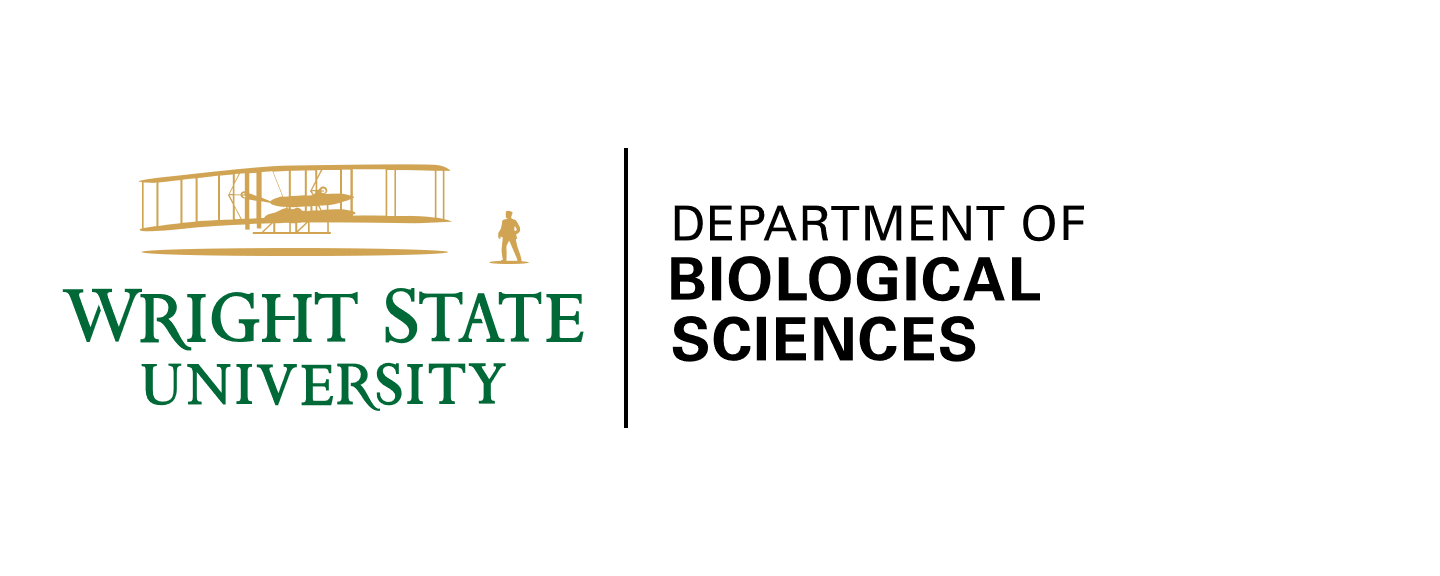 WRIGHT STATE
UNIVERSITY
DEPARTMENT OF
BIOLOGICAL
SCIENCES